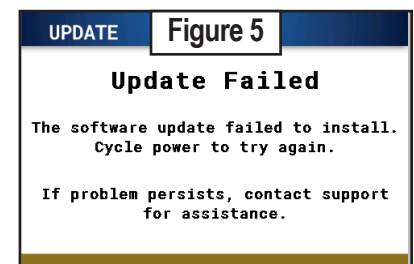 UPDATE
Figure 5
Update Failed
The software update failed to install.
Cycle power to try again.
If problem persists, contact support
for assistance.